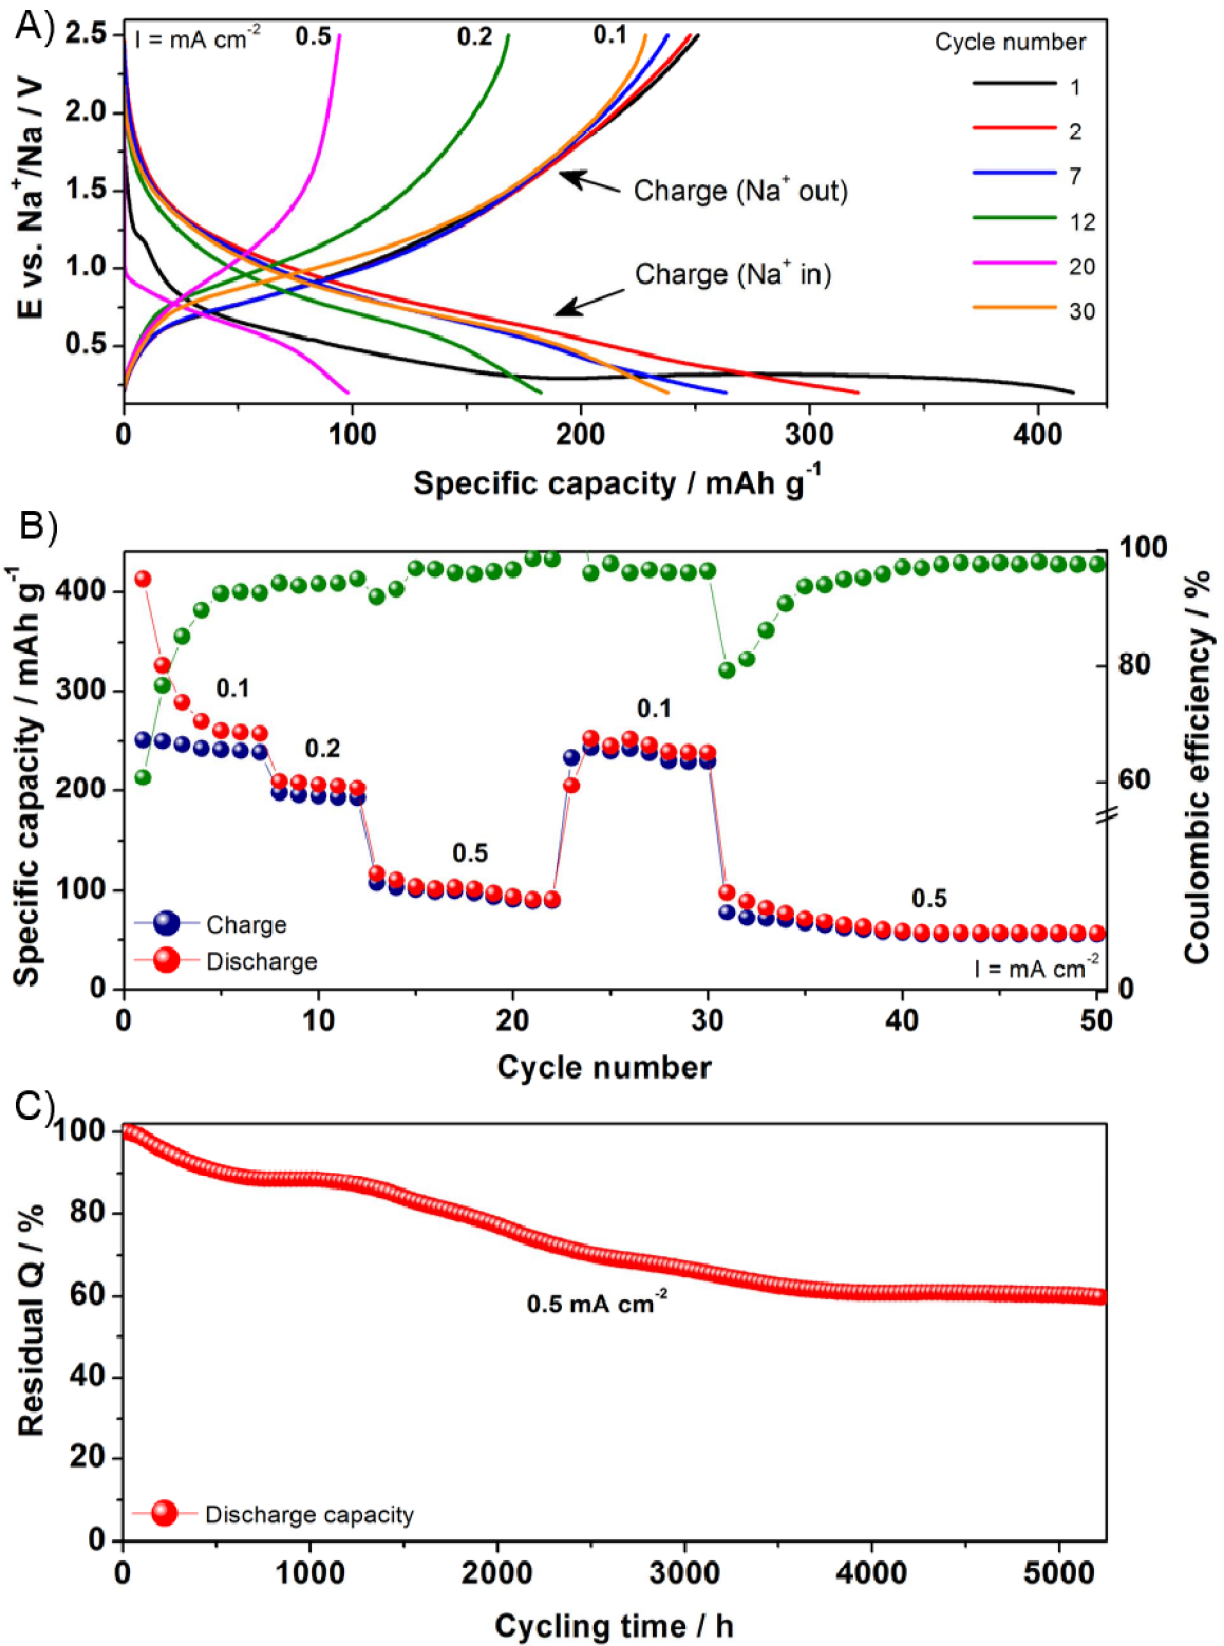 A)
I = mA cm-2 0.5 0.2 0.1 Cycle number
1
2
7
12
20
30
Charge (Na+ out)
Charge (Na+ in)
E vs. Na+/Na / V
2.5
2.0
1.5
1.0
0.5
0 100 200 300 400
Specific capacity / mAh g-1
B)
Specific capacity / mAh g-1
400
300
200
100
0
0.1
0.2
0.5
0.1
0.5
Charge
Discharge
I = mA cm-2
100
80
60
0
Coulombic efficiency / %
0 10 20 30 40 50
Cycle number
C)
Residual Q / %
100
80
60
40
20
0
0.5 mA cm-2
Discharge capacity
0 1000 2000 3000 4000 5000
Cycling time / h